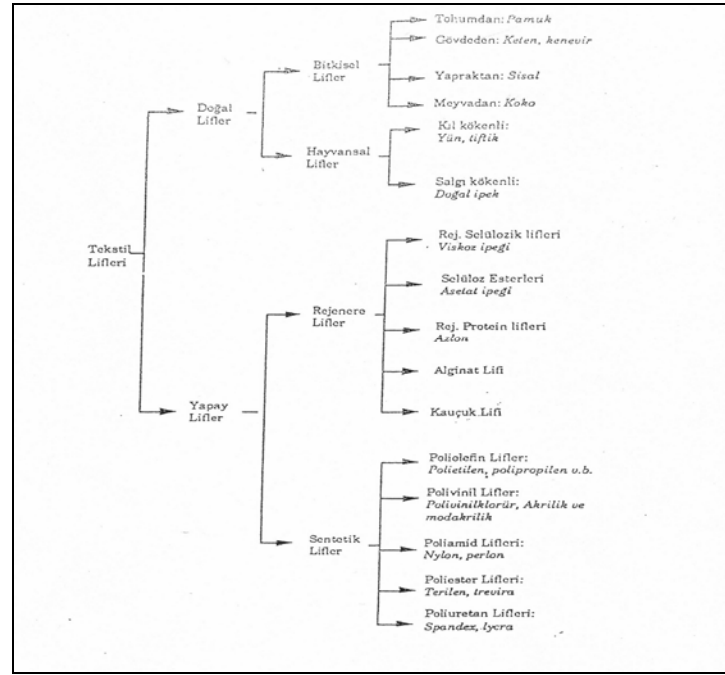 Tekstil
Lifleri
Doğal
Lifler
Bitkisel
Lifler
Tohumdan: Pamuk
Gövdeden: Keten, kenevir
Yapraktan: Sisal
Meyvadan: Koko
Hayvansal
Lifler
Kıl kökenli:
Yün, tiftik
Salgı kökenli:
Doğal ipek
Yapay
Lifler
Rejenere
Lifler
Rej. Selülozik lifleri
Viskoz ipeği
Selüloz Esterleri
Asetat ipeği
Rej. Protein lifleri
Azlon
Alginat Lifi
Kauçuk Lifi
Sentetik
Lifler
Poliolefin Lifler:
Polietilen, polipropilen v.b.
Polivinil Lifler:
Polivinilklorür, Akrilik ve
modakrilik
Poliamid Lifleri:
Nylon, perlon
Poliester Lifleri:
Terilen, trevira
Poliuretan Lifleri:
Spandex, lycra